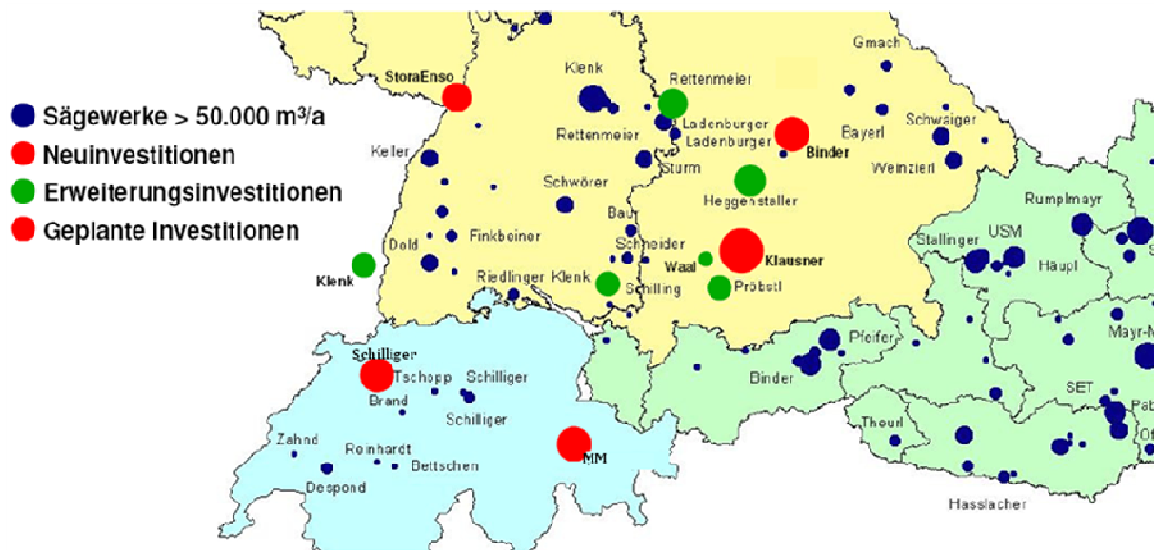 Sägewerke > 50.000 m³/a
Neuinvestitionen
Erweiterungsinvestitionen
Geplante Investitionen
StoraEnso
Klenk
Rettenmeier
Gmach
Keller
Rettenmeier
Ladenburger
Ladenburger
Binder
Bayerl
Schwaiger
Weinzierl
Sturm
Schwörer
Heggenstaller
Rumplmayr
Bau
Dold
Finkbeiner
Schneider
Waal
Klausner
Stallinger
USM
Häupl
Klenk
Riedlinger
Klenk
Schilling
Pröbstl
Pfeifer
Mayr-M
Schilliger
Tschopp
Schilliger
Brand
Schilliger
Binder
SET
Pab
Theurl
Zahnd
Roinhardt
Bettschen
Despond
MM
Hasslacher